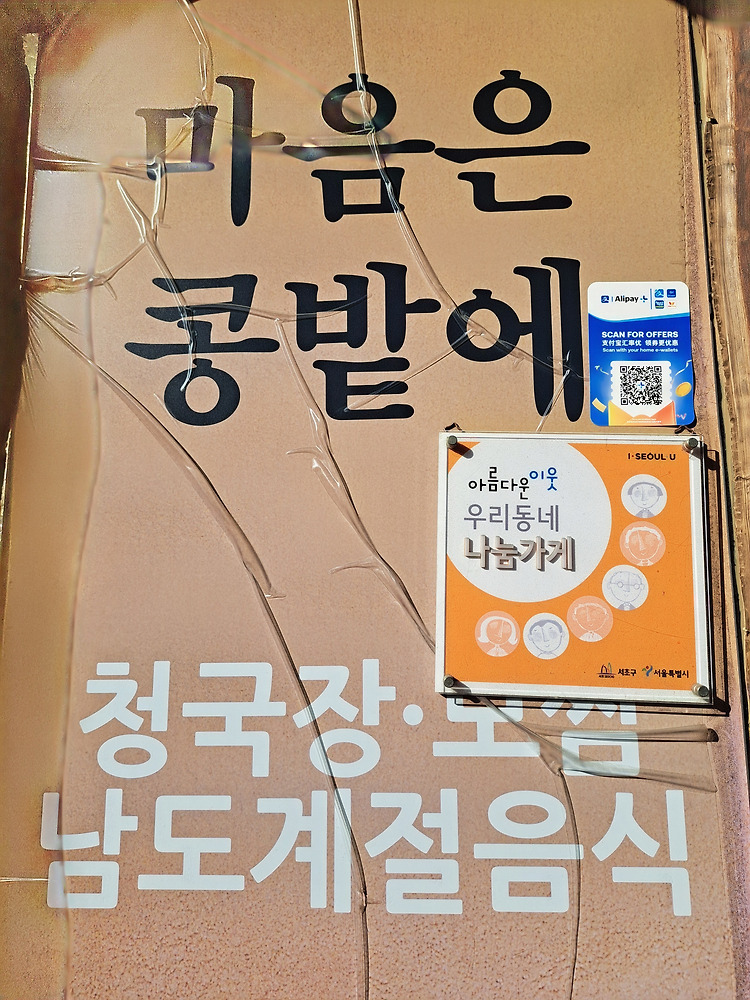 마음은
콩밭에
Alipay+
SCAN FOR OFFERS
支付宝汇率优 领券更优惠
Scan with your home e-wallets
I·SEOUL·U
아름다운이웃
우리동네
나눔가게
서초구 서울특별시
청국장·보쌈
남도계절음식